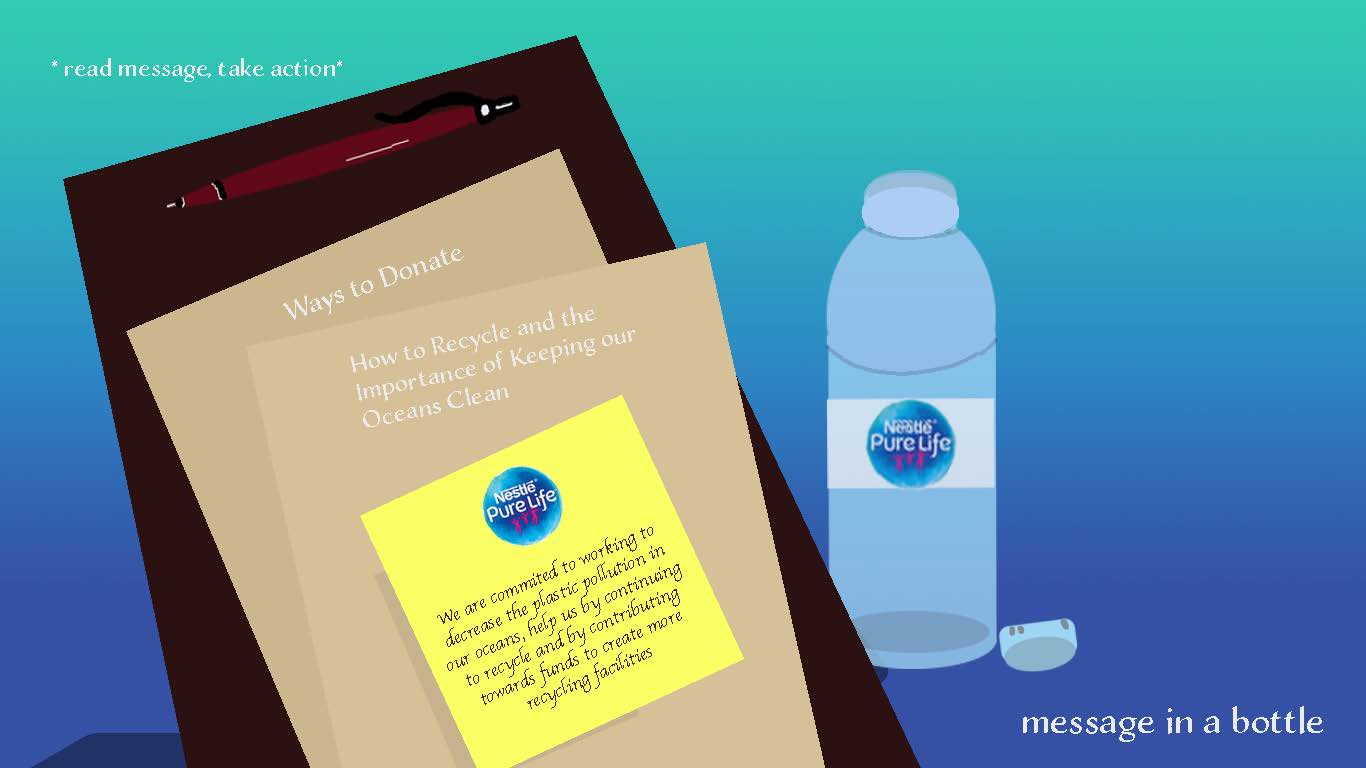 * read message, take action*
Ways to Donate
How to Recycle and the
Importance of Keeping our
Oceans Clean
Nestlé
Pure Life
We are commited to working to
decrease the plastic pollution in
our oceans, help us by continuing
to recycle and by contributing
towards funds to create more
recycling facilities
Nestlé
Pure Life
message in a bottle